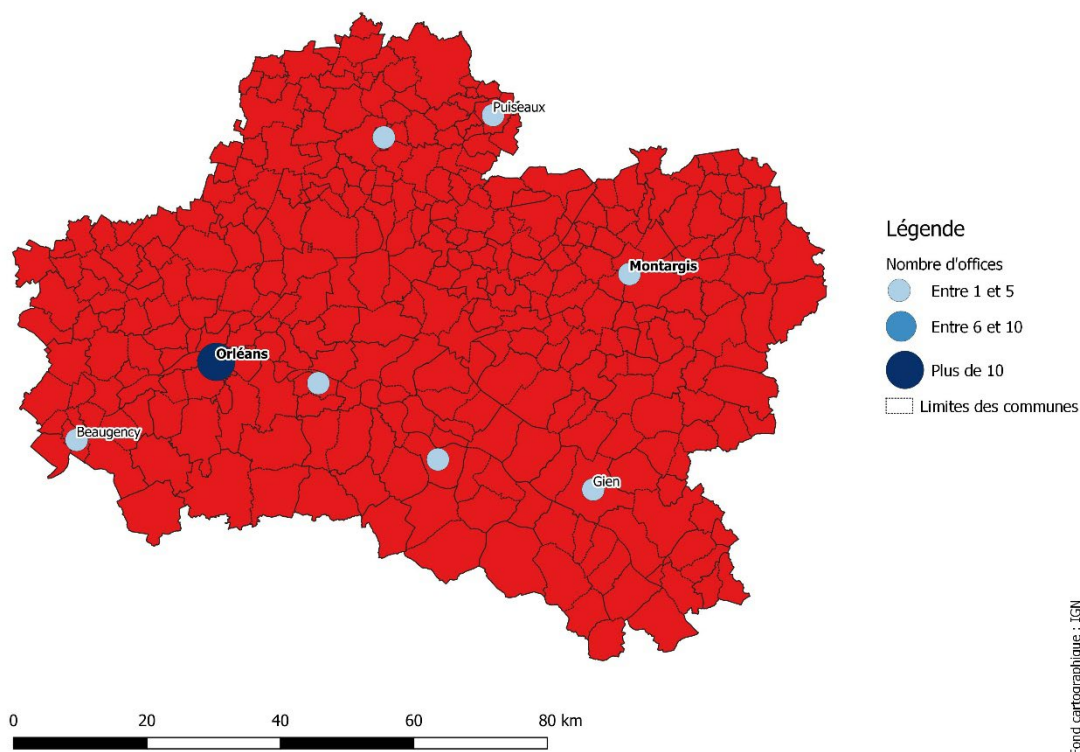 Puiseaux
Montargis
Orléans
Beaugency
Gien
Légende
Nombre d'offices
Entre 1 et 5
Entre 6 et 10
Plus de 10
Limites des communes
0 20 40 60 80 km
Fond cartographique : IGN